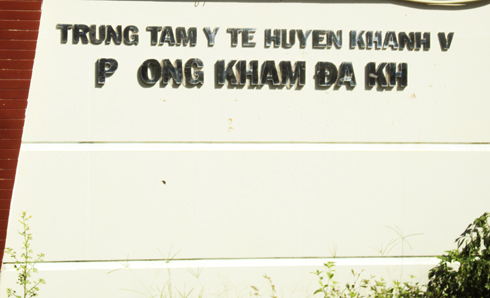 TRUNG TAM Y TE HUYEN KHANH V
P ONG KHAM ĐA KH